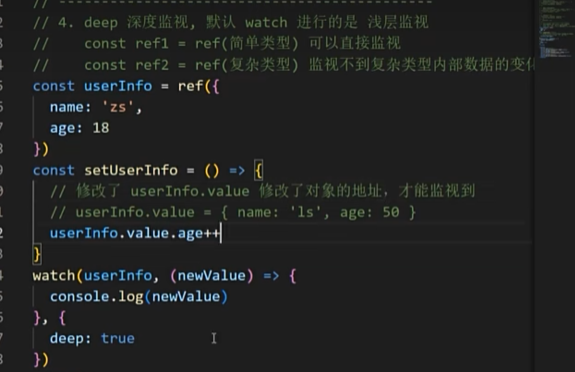 // 4. deep 深度监视, 默认 watch 进行的是 浅层监视
// const ref1 = ref(简单类型) 可以直接监视
// const ref2 = ref(复杂类型) 监视不到复杂类型内部数据的变化
const userInfo = ref({
name: 'zs',
age: 18
})
const setUserInfo = () => {
// 修改了 userInfo.value 修改了对象的地址，才能监视到
// userInfo.value = { name: 'ls', age: 50 }
userInfo.value.age++
}
watch(userInfo, (newValue) => {
console.log(newValue)
}, {
deep: true
})